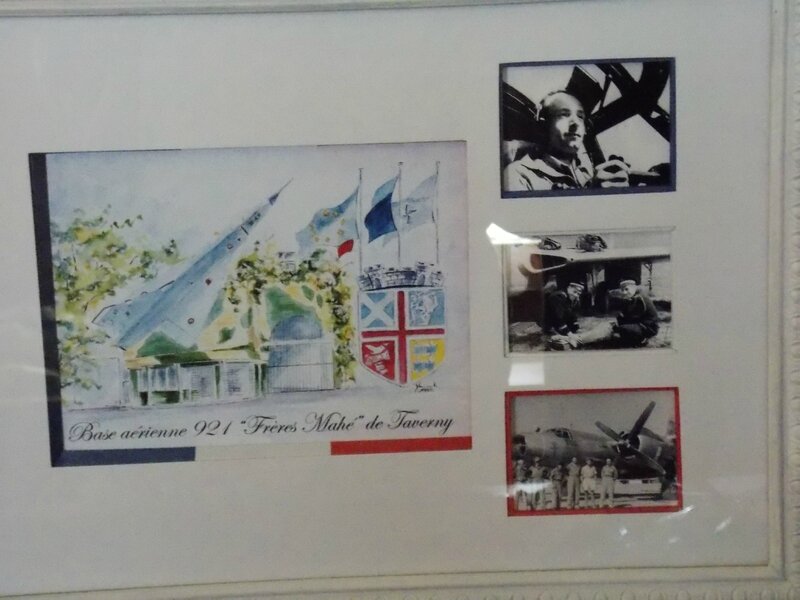 Base aérienne 921 "Frères Mahé" de Taverny